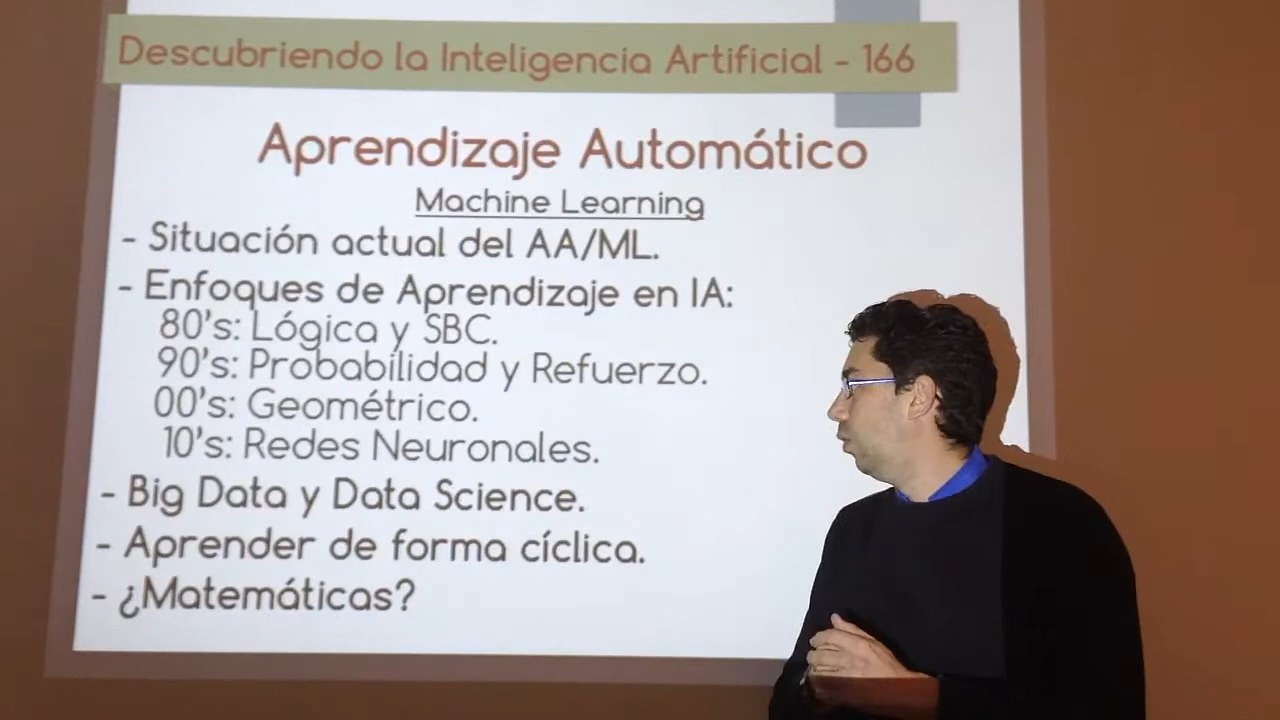 Descubriendo la Inteligencia Artificial - 166
Aprendizaje Automático
Machine Learning
- Situación actual del AA/ML.
- Enfoques de Aprendizaje en IA:
80's: Lógica y SBC.
90's: Probabilidad y Refuerzo.
00's: Geométrico.
10's: Redes Neuronales.
- Big Data y Data Science.
- Aprender de forma cíclica.
- ¿Matemáticas?